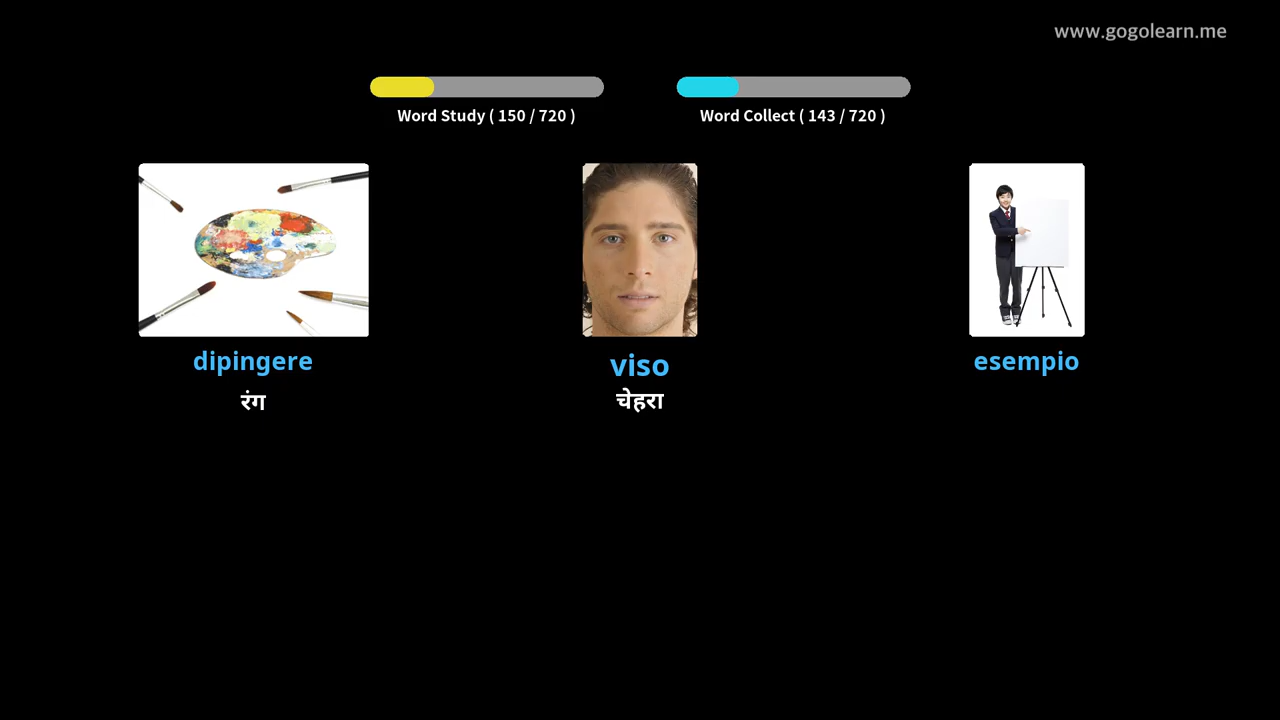 www.gogolearn.me
Word Study ( 150 / 720 )
Word Collect ( 143 / 720 )
dipingere
रंग
viso
चेहरा
esempio